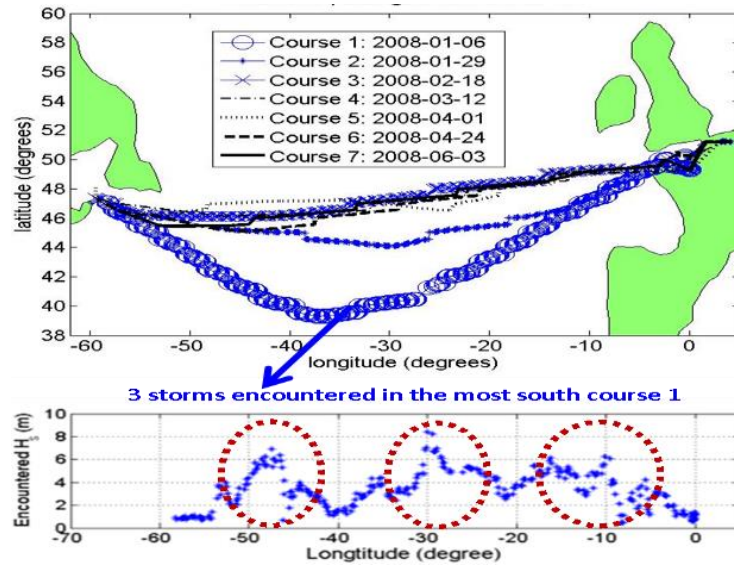 60
58
56
54
52
50
48
46
44
42
40
38
latitude (degrees)
Course 1: 2008-01-06
Course 2: 2008-01-29
Course 3: 2008-02-18
Course 4: 2008-03-12
Course 5: 2008-04-01
Course 6: 2008-04-24
Course 7: 2008-06-03
-60 -50 -40 -30 -20 -10 0
longitude (degrees)
3 storms encountered in the most south course 1
Encountered H_s (m)
10
8
6
4
2
0
-70 -60 -50 -40 -30 -20 -10 0
Longtitude (degree)